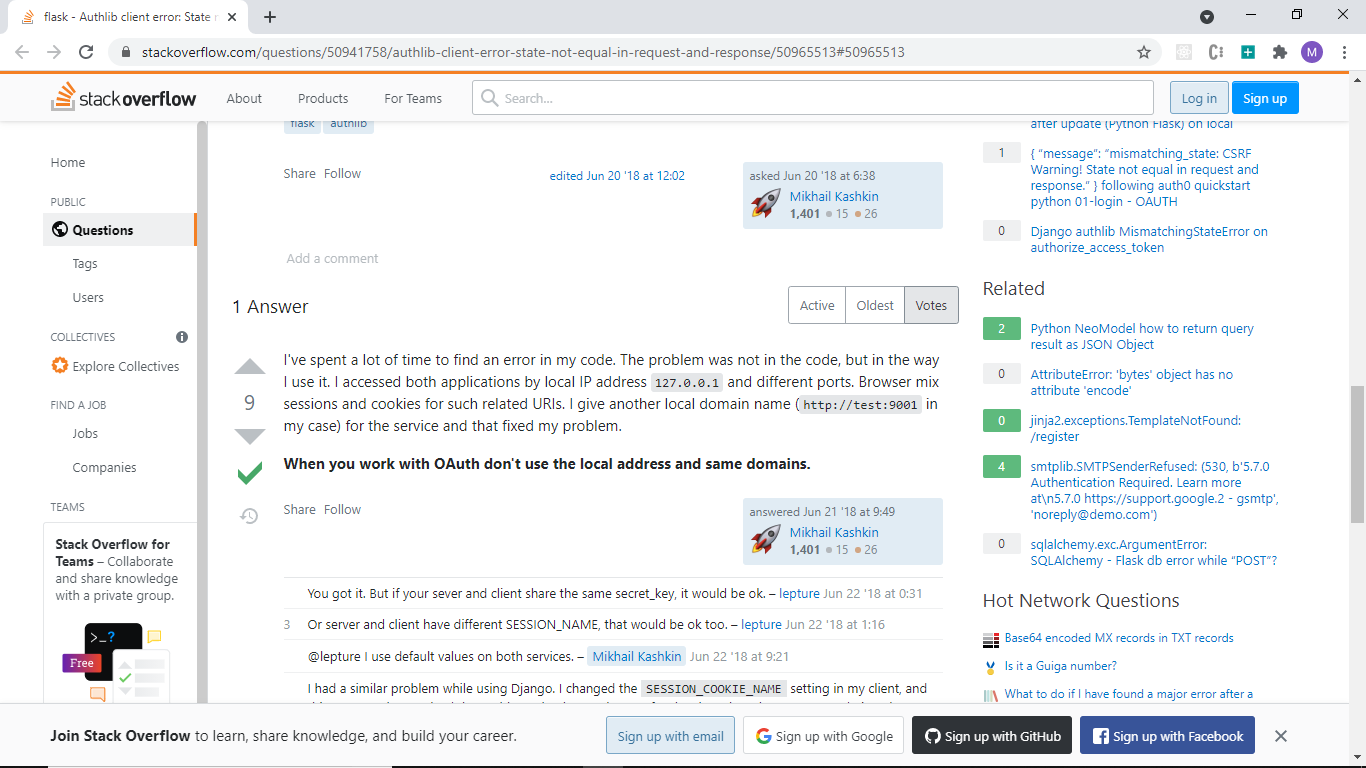 flask - Authlib client error: State n
stackoverflow.com/questions/50941758/authlib-client-error-state-not-equal-in-request-and-response/50965513#50965513
M
stackoverflow
About
Products
For Teams
Search...
Log in
Sign up
Home
PUBLIC
Questions
Tags
Users
COLLECTIVES
Explore Collectives
FIND A JOB
Jobs
Companies
TEAMS
Stack Overflow for
Teams – Collaborate
and share knowledge
with a private group.
>_?
Free
flask authlib
Share Follow
edited Jun 20 '18 at 12:02
asked Jun 20 '18 at 6:38
Mikhail Kashkin
1,401 15 26
Add a comment
1 Answer
Active Oldest Votes
I've spent a lot of time to find an error in my code. The problem was not in the code, but in the way
I use it. I accessed both applications by local IP address 127.0.0.1 and different ports. Browser mix
sessions and cookies for such related URIs. I give another local domain name ( http://test:9001 in
my case) for the service and that fixed my problem.
9
When you work with OAuth don't use the local address and same domains.
Share Follow
answered Jun 21 '18 at 9:49
Mikhail Kashkin
1,401 15 26
You got it. But if your sever and client share the same secret_key, it would be ok. – lepture Jun 22 '18 at 0:31
3 Or server and client have different SESSION_NAME, that would be ok too. – lepture Jun 22 '18 at 1:16
@lepture I use default values on both services. – Mikhail Kashkin Jun 22 '18 at 9:21
I had a similar problem while using Django. I changed the SESSION_COOKIE_NAME setting in my client, and
after update (Python Flask) on local
1
{ "message": "mismatching_state: CSRF
Warning! State not equal in request and
response." } following auth0 quickstart
python 01-login - OAUTH
0
Django authlib MismatchingStateError on
authorize_access_token
Related
2
Python NeoModel how to return query
result as JSON Object
0
AttributeError: 'bytes' object has no
attribute 'encode'
0
jinja2.exceptions.TemplateNotFound:
/register
4
smtplib.SMTPSenderRefused: (530, b'5.7.0
Authentication Required. Learn more
at\n5.7.0 https://support.google.2 - gsmtp',
'noreply@demo.com')
0
sqlalchemy.exc.ArgumentError:
SQLAlchemy - Flask db error while "POST"?
Hot Network Questions
Base64 encoded MX records in TXT records
Is it a Guiga number?
What to do if I have found a major error after a
Join Stack Overflow to learn, share knowledge, and build your career.
Sign up with email
Sign up with Google
Sign up with GitHub
Sign up with Facebook